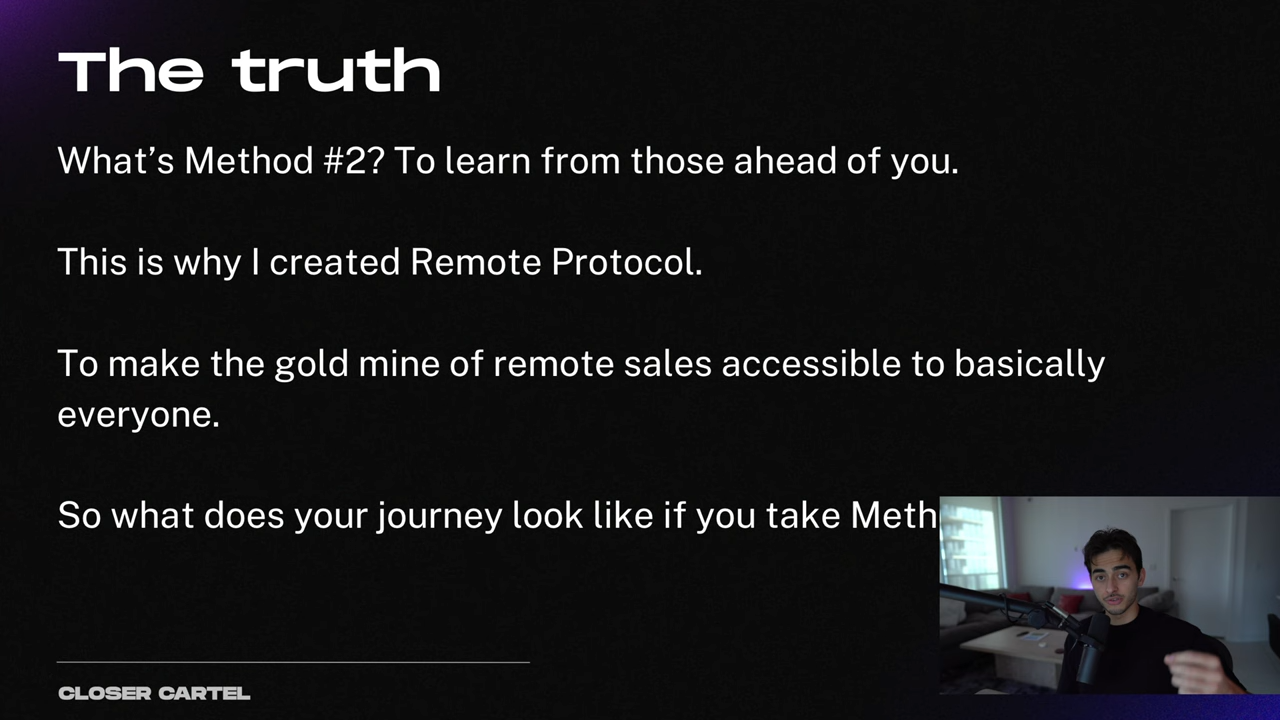 The truth
What’s Method #2? To learn from those ahead of you.
This is why I created Remote Protocol.
To make the gold mine of remote sales accessible to basically
everyone.
So what does your journey look like if you take Meth
CLOSER CARTEL